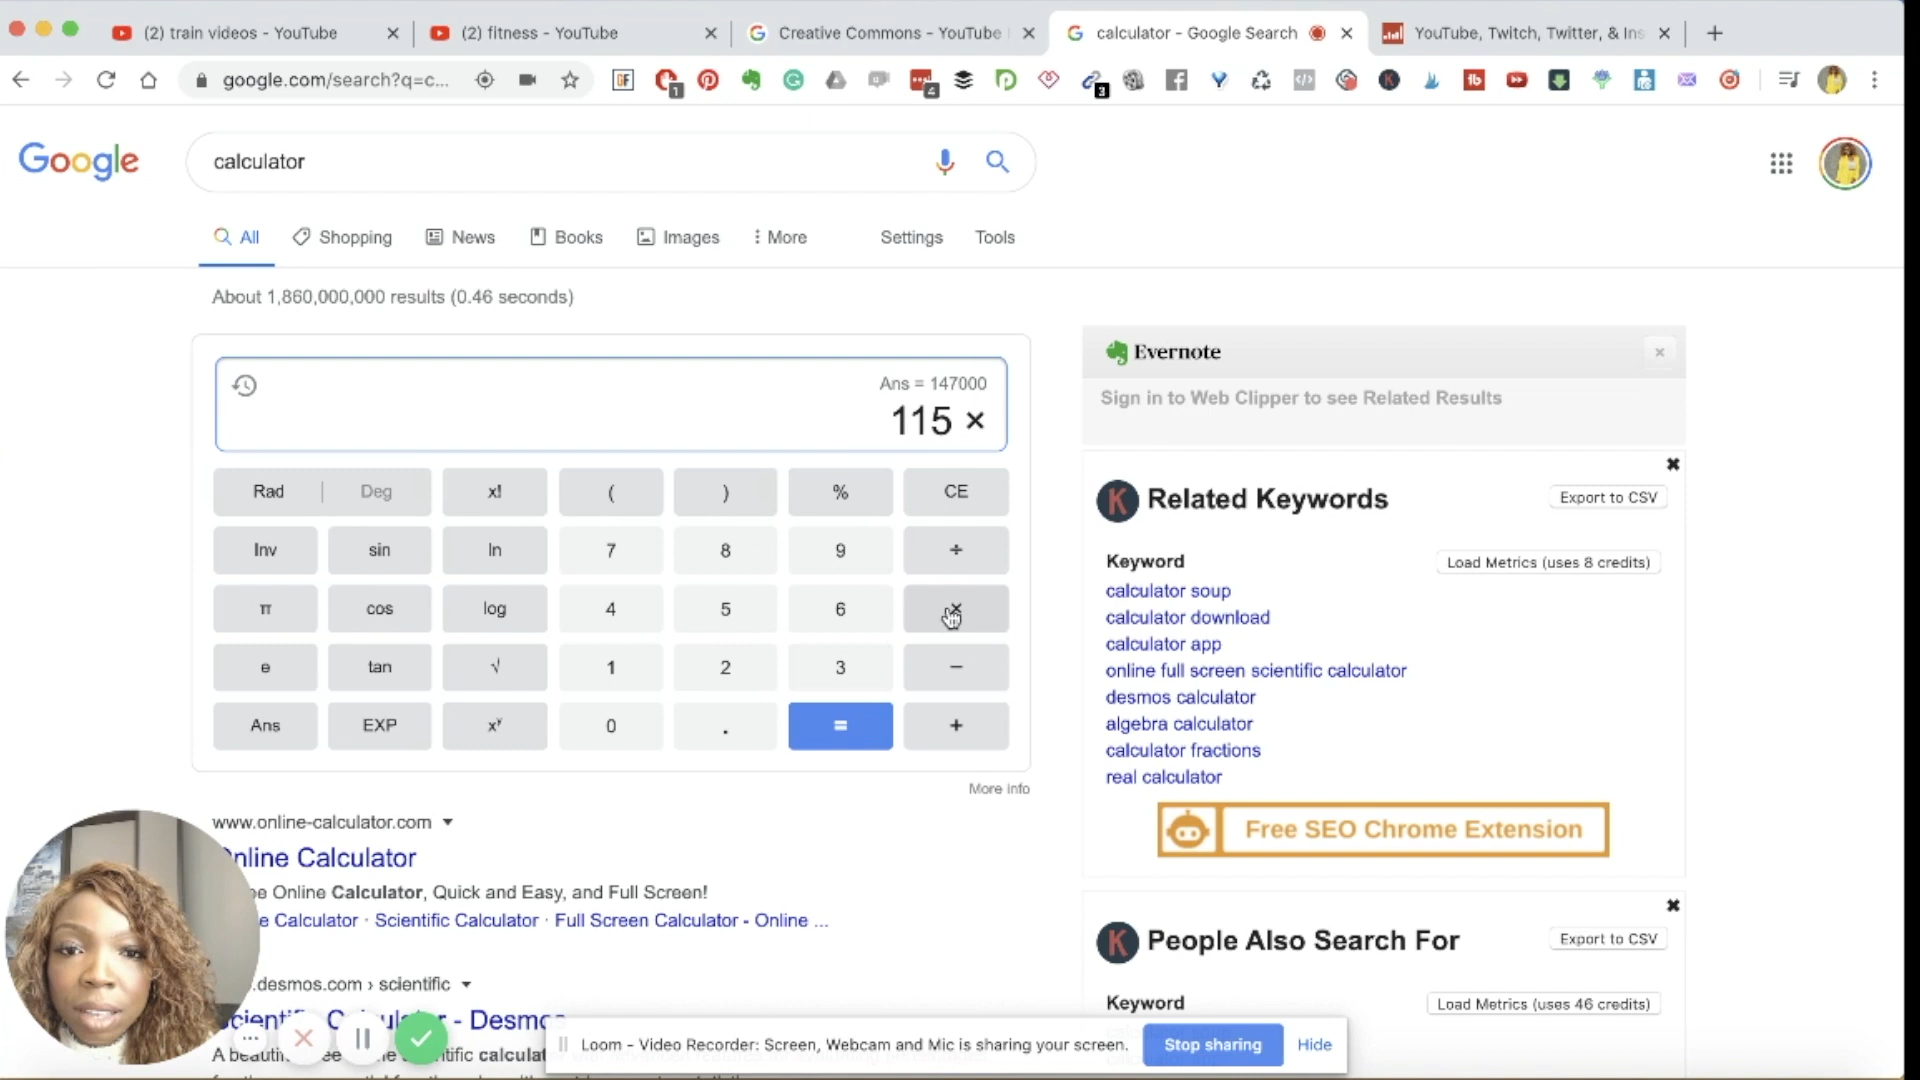 (2) train videos - YouTube
(2) fitness - YouTube
Creative Commons - YouTube
calculator - Google Search
YouTube, Twitch, Twitter, & Ins
google.com/search?q=c...
GF
1
4
3
tb
Google
calculator
All
Shopping
News
Books
Images
More
Settings
Tools
About 1,860,000,000 results (0.46 seconds)
Ans = 147000
115 ×
Rad
Deg
x!
(
)
%
CE
Inv
sin
ln
7
8
9
÷
π
cos
log
4
5
6
×
e
tan
√
1
2
3
−
Ans
EXP
xʸ
0
.
=
+
More info
www.online-calculator.com
nline Calculator
e Online Calculator, Quick and Easy, and Full Screen!
e Calculator · Scientific Calculator · Full Screen Calculator - Online ...
.desmos.com › scientific
- Desmos
Evernote
Sign in to Web Clipper to see Related Results
K Related Keywords
Export to CSV
Keyword
Load Metrics (uses 8 credits)
calculator soup
calculator download
calculator app
online full screen scientific calculator
desmos calculator
algebra calculator
calculator fractions
real calculator
Free SEO Chrome Extension
K People Also Search For
Export to CSV
Keyword
Load Metrics (uses 46 credits)
Loom – Video Recorder: Screen, Webcam and Mic is sharing your screen.
Stop sharing
Hide